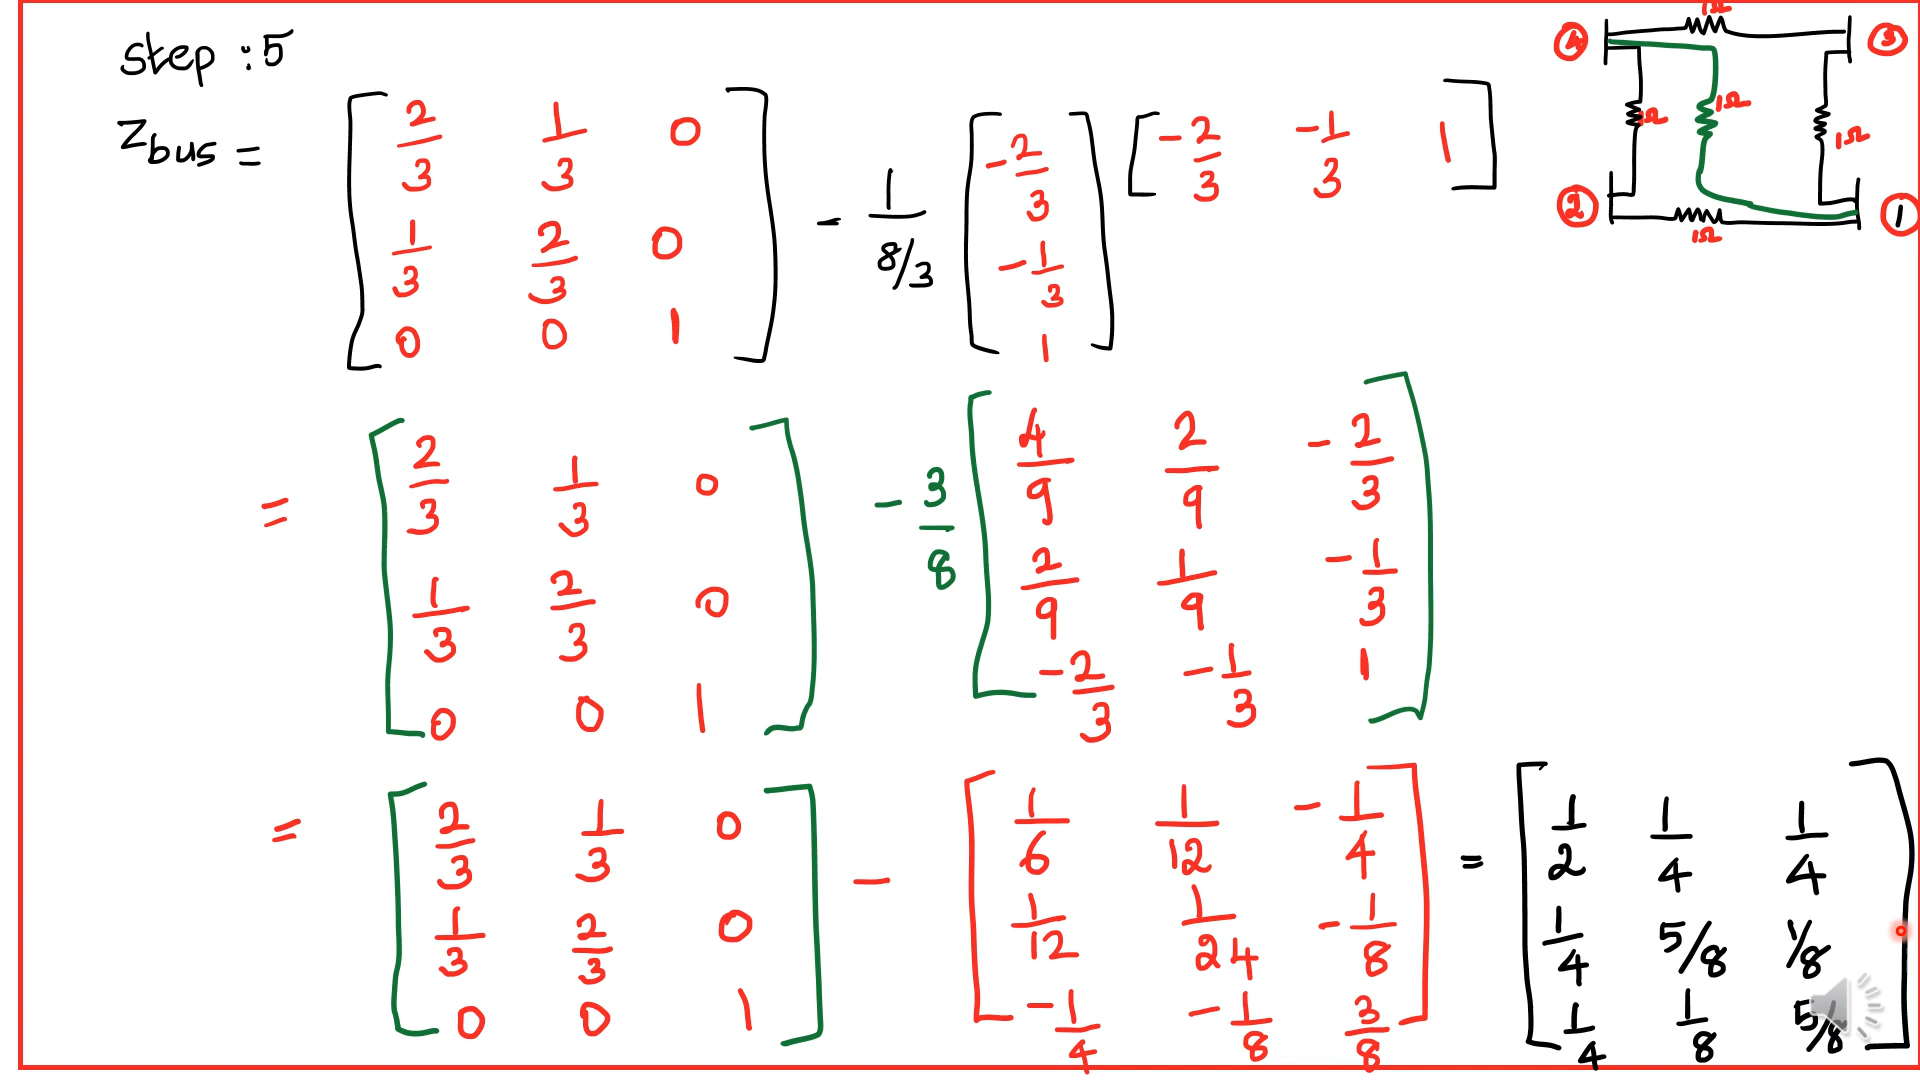 step :5
Zbus = [2/3 1/3 0; 1/3 2/3 0; 0 0 1] - 1/(8/3) [-2/3; -1/3; 1] [-2/3 -1/3 1]
= [2/3 1/3 0; 1/3 2/3 0; 0 0 1] - 3/8 [4/9 2/9 -2/3; 2/9 1/9 -1/3; -2/3 -1/3 1]
= [2/3 1/3 0; 1/3 2/3 0; 0 0 1] - [1/6 1/12 -1/4; 1/12 1/24 -1/8; -1/4 -1/8 3/8] = [1/2 1/4 1/4; 1/4 5/8 1/8; 1/4 1/8 5/8]
1Ω
4 3
1Ω 1Ω 1Ω
2 1
1Ω